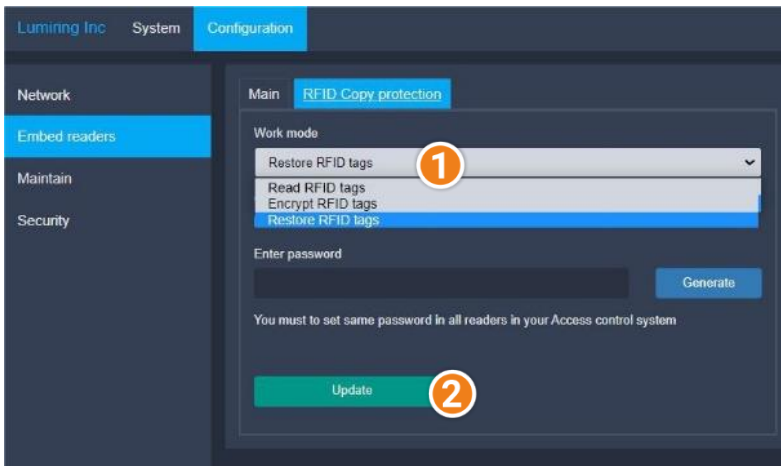 Lumiring Inc System Configuration
Network
Embed readers
Maintain
Security
Main RFID Copy protection
Work mode
Restore RFID tags
1
Read RFID tags
Encrypt RFID tags
Restore RFID tags
Enter password
Generate
You must to set same password in all readers in your Access control system
Update
2